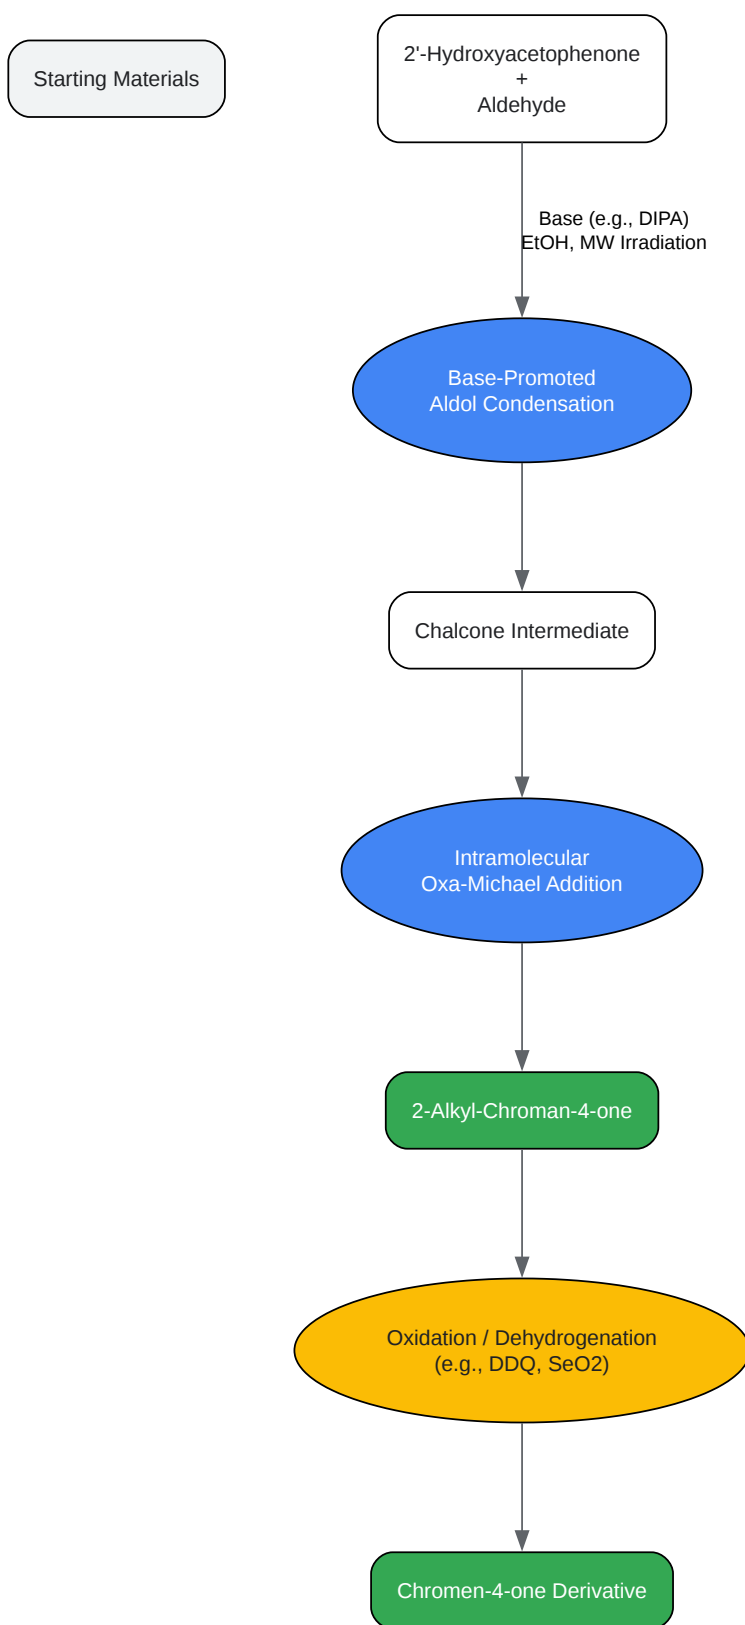 Starting Materials
2'-Hydroxyacetophenone
+
Aldehyde
Base (e.g., DIPA)
EtOH, MW Irradiation
Base-Promoted
Aldol Condensation
Chalcone Intermediate
Intramolecular
Oxa-Michael Addition
2-Alkyl-Chroman-4-one
Oxidation / Dehydrogenation
(e.g., DDQ, SeO2)
Chromen-4-one Derivative